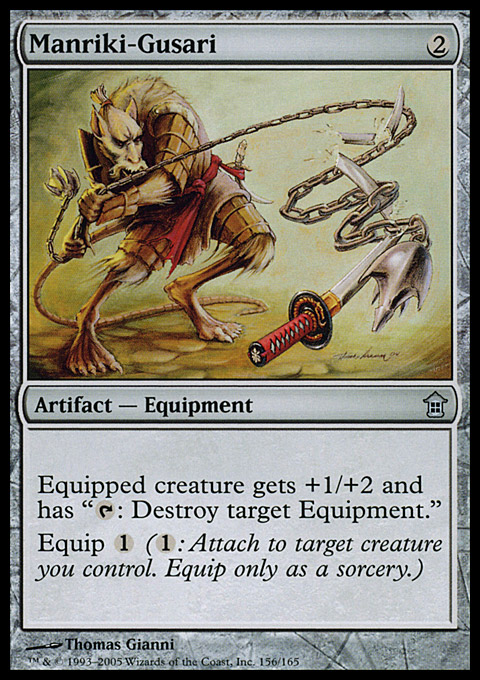 Manriki-Gusari 2
Artifact — Equipment
Equipped creature gets +1/+2 and
has “: Destroy target Equipment.”
Equip 1 (1: Attach to target creature
you control. Equip only as a sorcery.)
Thomas Gianni
™ & © 1993–2005 Wizards of the Coast, Inc. 156/165